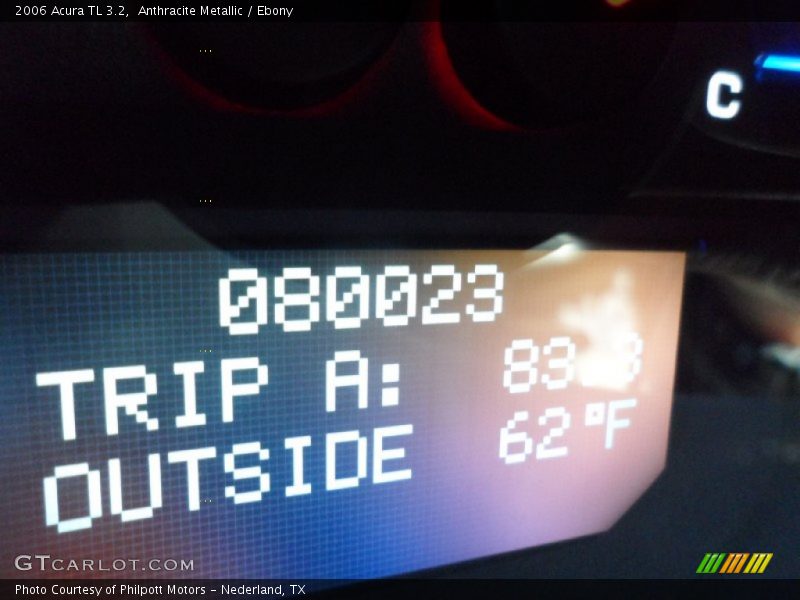 2006 Acura TL 3.2,  Anthracite Metallic / Ebony
C
080023
TRIP A:
OUTSIDE 62°F
GTCARLOT.COM
Photo Courtesy of Philpott Motors - Nederland, TX